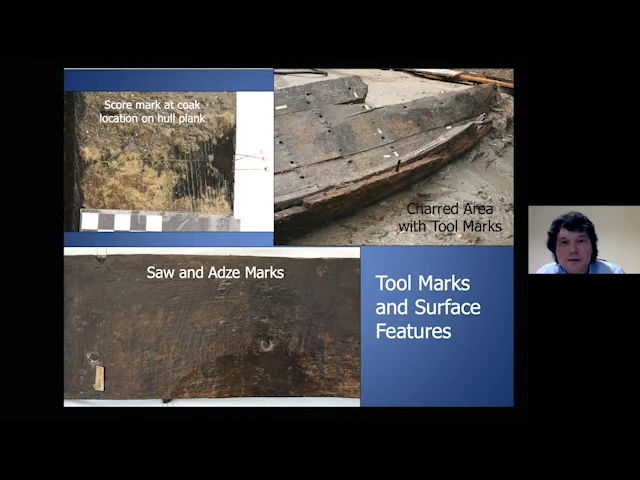 Score mark at coak
location on hull plank
Charred Area
with Tool Marks
Saw and Adze Marks
Tool Marks
and Surface
Features